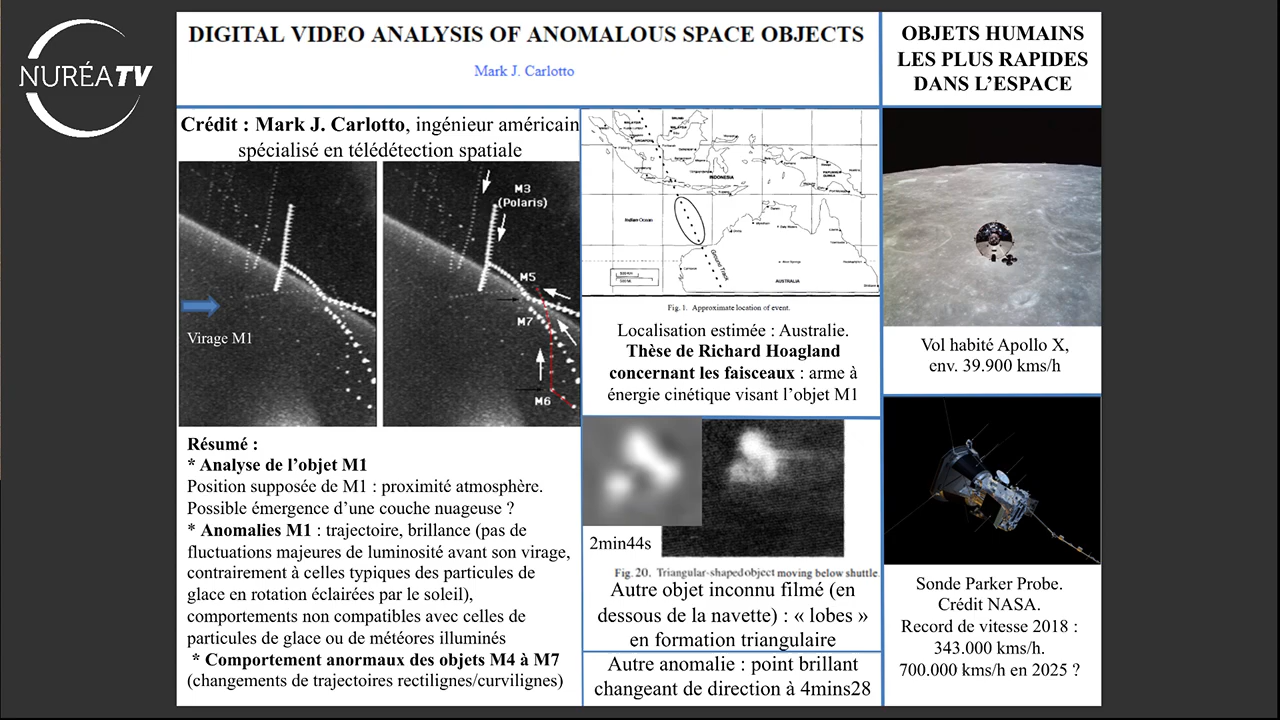 NURÉA TV
DIGITAL VIDEO ANALYSIS OF ANOMALOUS SPACE OBJECTS
Mark J. Carlotto
Crédit : Mark J. Carlotto, ingénieur américain
spécialisé en télédétection spatiale
Virage M1
M3
(Polaris)
M5
M7
M6
Résumé :
* Analyse de l'objet M1
Position supposée de M1 : proximité atmosphère.
Possible émergence d'une couche nuageuse ?
* Anomalies M1 : trajectoire, brillance (pas de
fluctuations majeures de luminosité avant son virage,
contrairement à celles typiques des particules de
glace en rotation éclairées par le soleil),
comportements non compatibles avec celles de
particules de glace ou de météores illuminés
* Comportement anormaux des objets M4 à M7
(changements de trajectoires rectilignes/curvilignes)
INDONESIA
Indian Ocean
Ground Track
AUSTRALIA
Fig. 1. Approximate location of event.
Localisation estimée : Australie.
Thèse de Richard Hoagland
concernant les faisceaux : arme à
énergie cinétique visant l'objet M1
2min44s
Fig. 20. Triangular-shaped object moving below shuttle.
Autre objet inconnu filmé (en
dessous de la navette) : « lobes »
en formation triangulaire
Autre anomalie : point brillant
changeant de direction à 4mins28
OBJETS HUMAINS
LES PLUS RAPIDES
DANS L'ESPACE
Vol habité Apollo X,
env. 39.900 kms/h
Sonde Parker Probe.
Crédit NASA.
Record de vitesse 2018 :
343.000 kms/h.
700.000 kms/h en 2025 ?